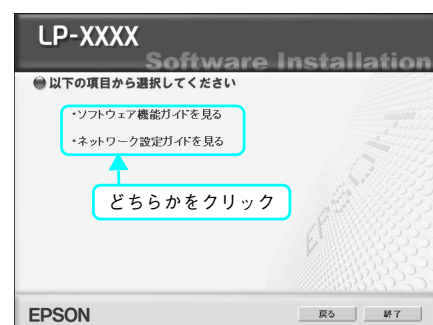 LP-XXXX
Software Installation
以下の項目から選択してください
・ソフトウェア機能ガイドを見る
・ネットワーク設定ガイドを見る
どちらかをクリック
EPSON
EPSON
戻る
終了